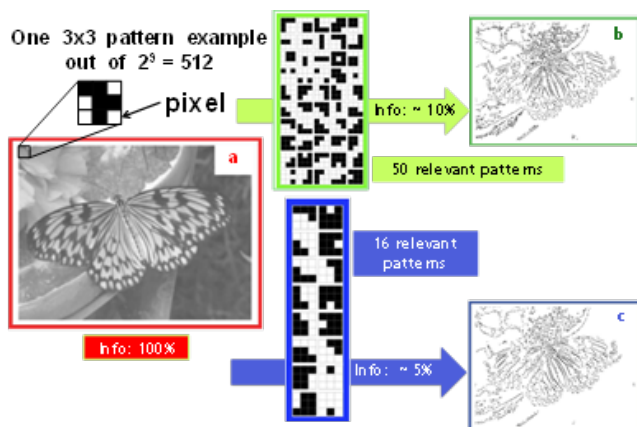 One 3x3 pattern example
out of 2⁹ = 512
pixel
a
Info: 100%
Info: ~ 10%
50 relevant patterns
b
16 relevant
patterns
Info: ~ 5%
c